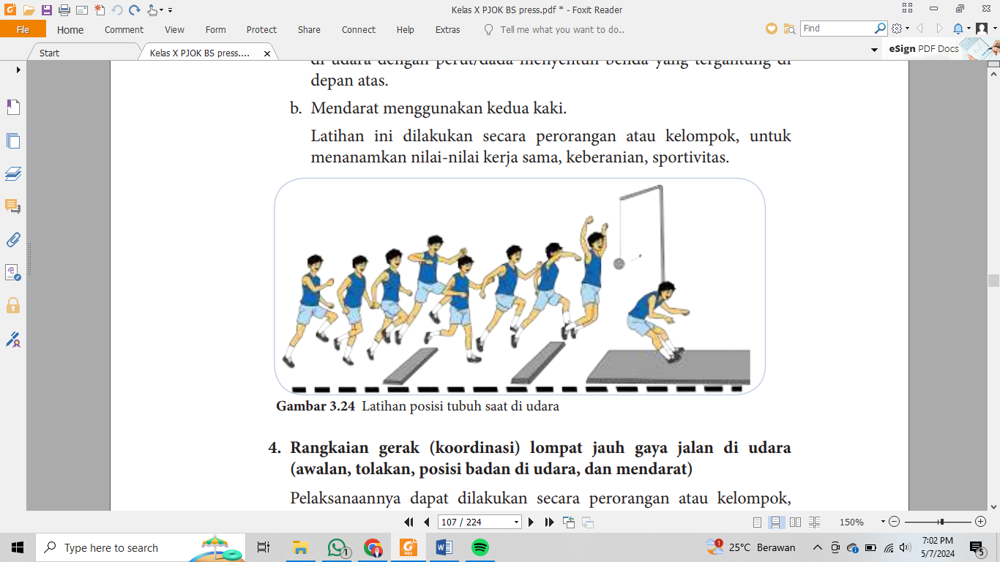 Kelas X PJOK BS press.pdf * - Foxit Reader
File Home Comment View Form Protect Share Connect Help Extras Tell me what you want to do.. Find
Start Kelas X PJOK BS press.... eSign PDF Docs
di udara dengan perut/dada menyentuh benda yang tergantung di
depan atas.
b. Mendarat menggunakan kedua kaki.
Latihan ini dilakukan secara perorangan atau kelompok, untuk
menanamkan nilai-nilai kerja sama, keberanian, sportivitas.
Gambar 3.24 Latihan posisi tubuh saat di udara
4. Rangkaian gerak (koordinasi) lompat jauh gaya jalan di udara
(awalan, tolakan, posisi badan di udara, dan mendarat)
Pelaksanaannya dapat dilakukan secara perorangan atau kelompok,
107 / 224 150%
Type here to search 1 PDF 1 25°C Berawan 7:02 PM
5/7/2024 5